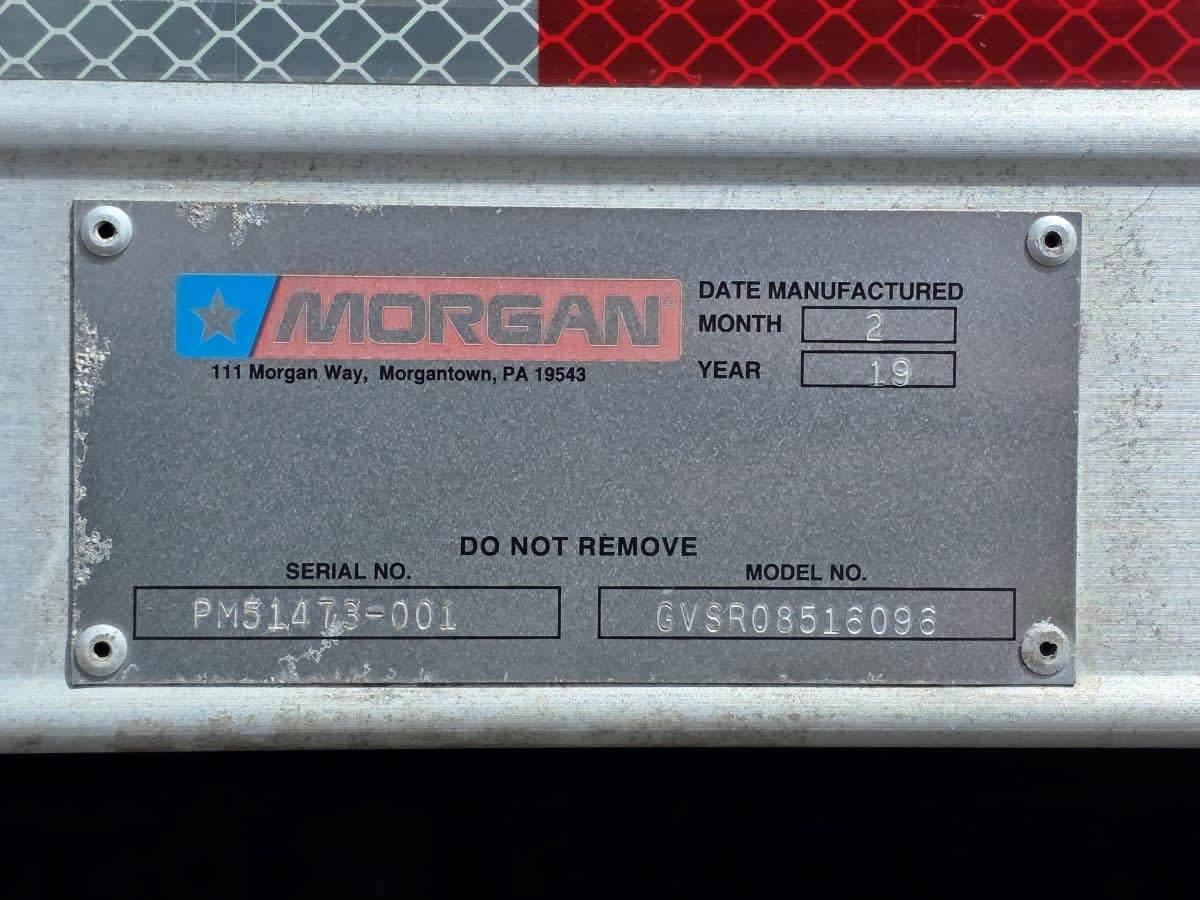 MORGAN®
111 Morgan Way, Morgantown, PA 19543
DATE MANUFACTURED
MONTH 2
YEAR 19
DO NOT REMOVE
SERIAL NO.
PM51473-001
MODEL NO.
GVSR08516096